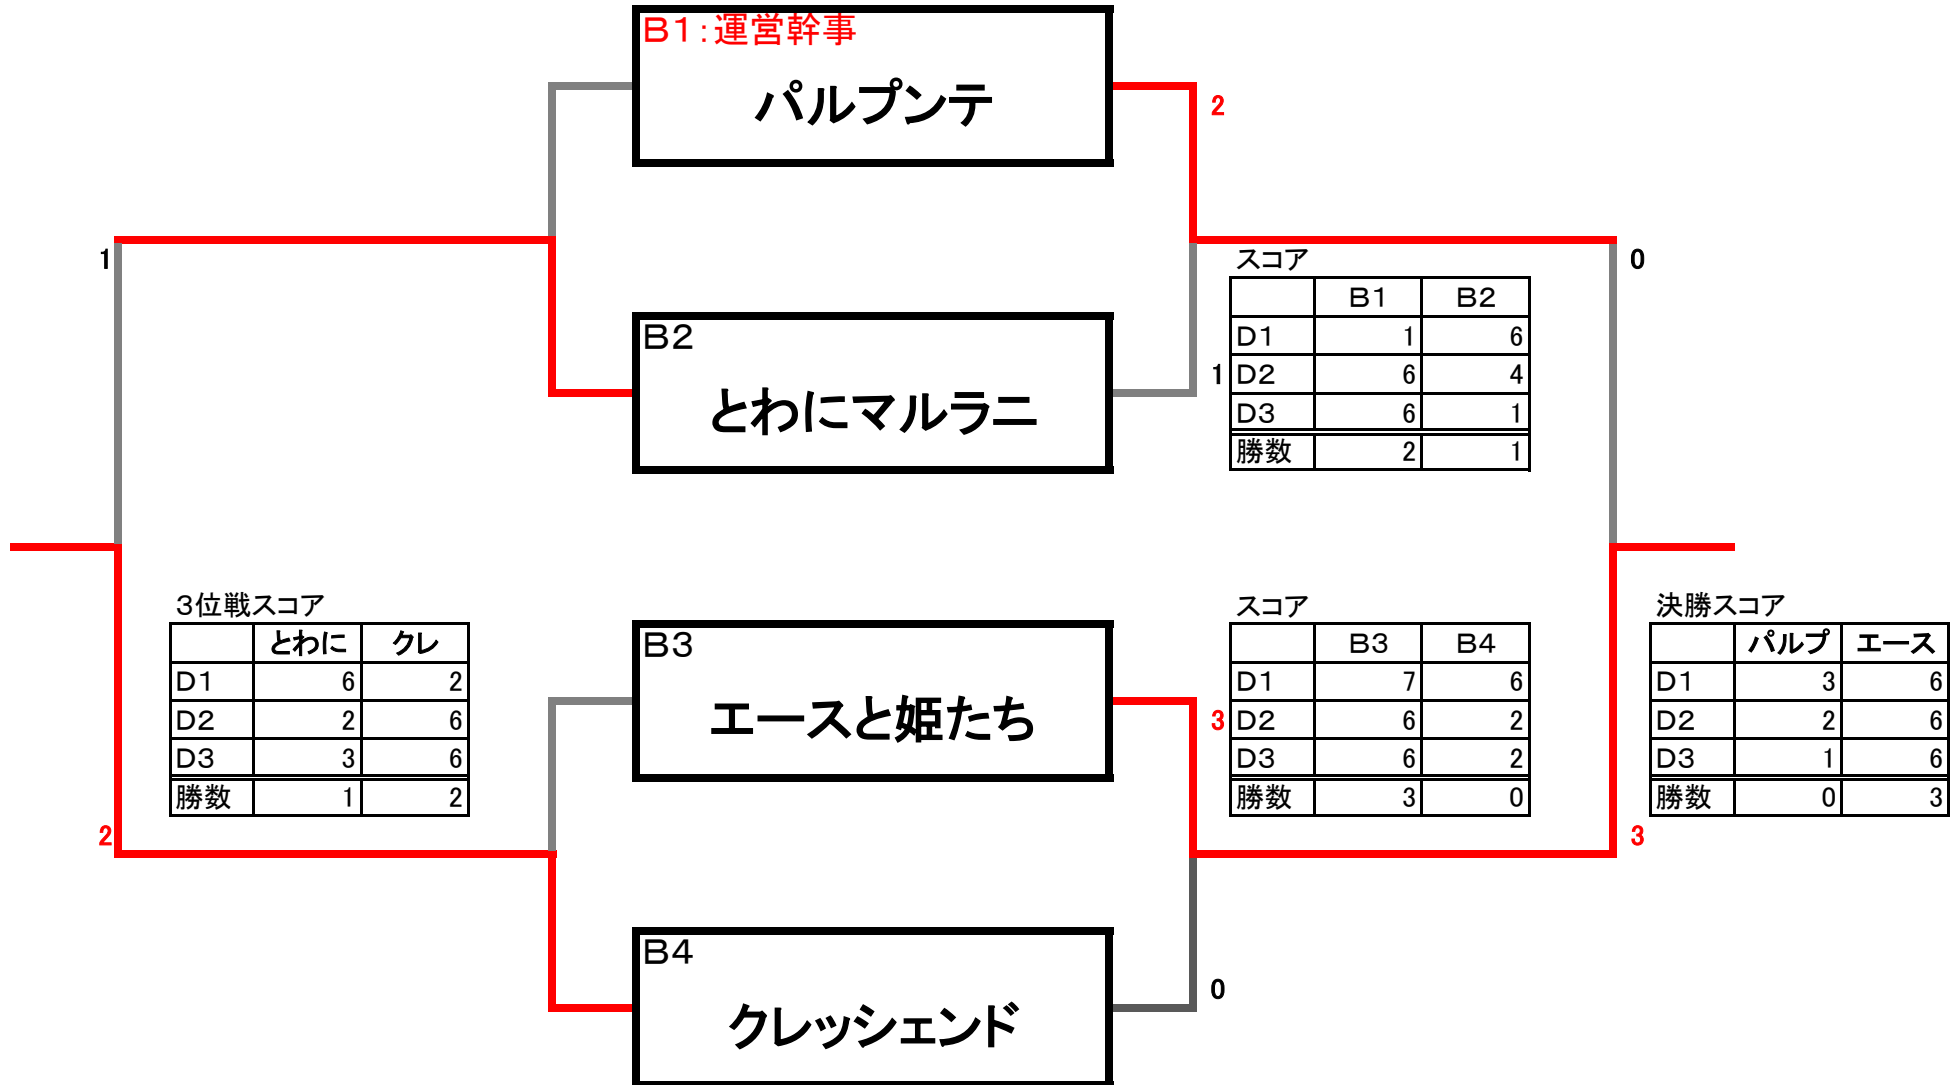 B1:運営幹事
パルプンテ
2
1
0
スコア
B1 B2
D1 1 6
D2 6 4
D3 6 1
勝数 2 1
1
B2
とわにマルラニ
3位戦スコア
とわに クレ
D1 6 2
D2 2 6
D3 3 6
勝数 1 2
2
B3
エースと姫たち
3
スコア
B3 B4
D1 7 6
D2 6 2
D3 6 2
勝数 3 0
決勝スコア
パルプ エース
D1 3 6
D2 2 6
D3 1 6
勝数 0 3
3
B4
クレッシェンド
0